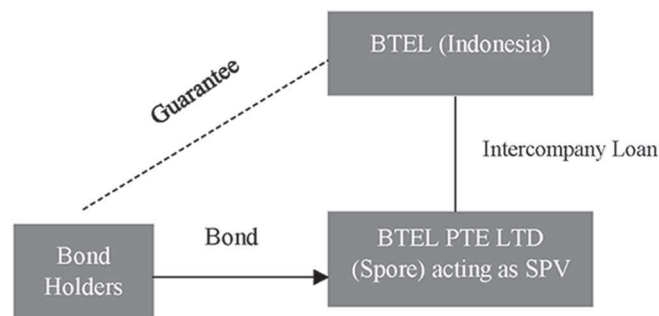 BTEL (Indonesia)
Guarantee
Intercompany Loan
Bond
Holders
Bond
BTEL PTE LTD
(Spore) acting as SPV